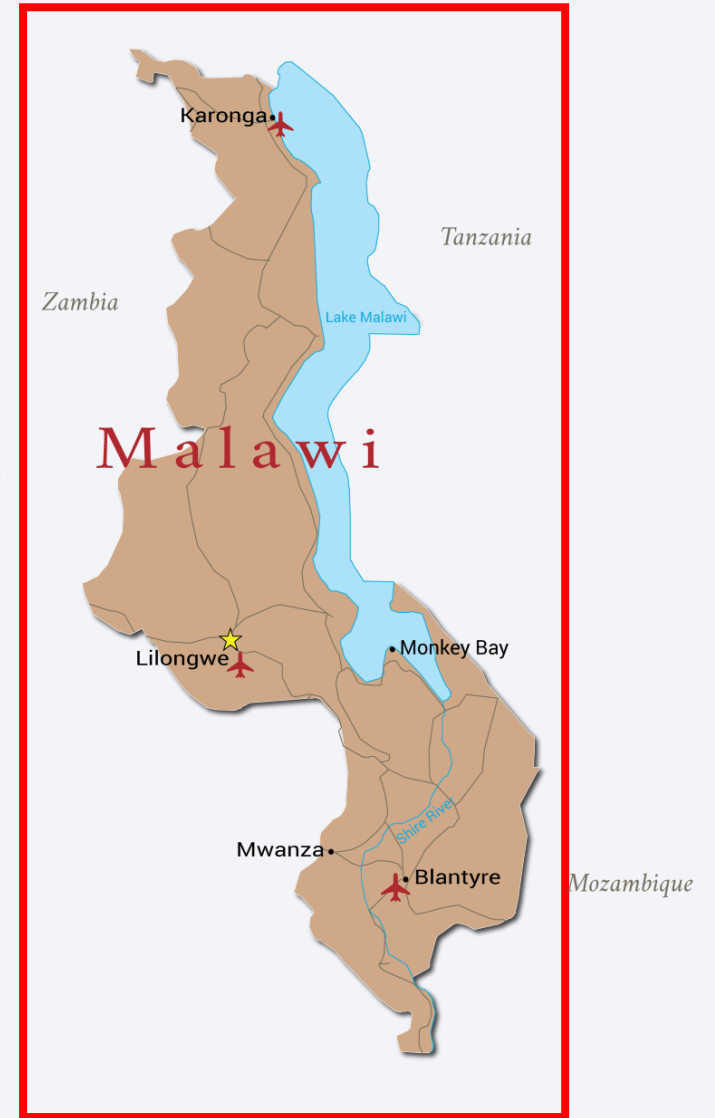 Karonga
Tanzania
Zambia
Lake Malawi
Malawi
Monkey Bay
Lilongwe
Shire River
Mwanza
Blantyre
Mozambique